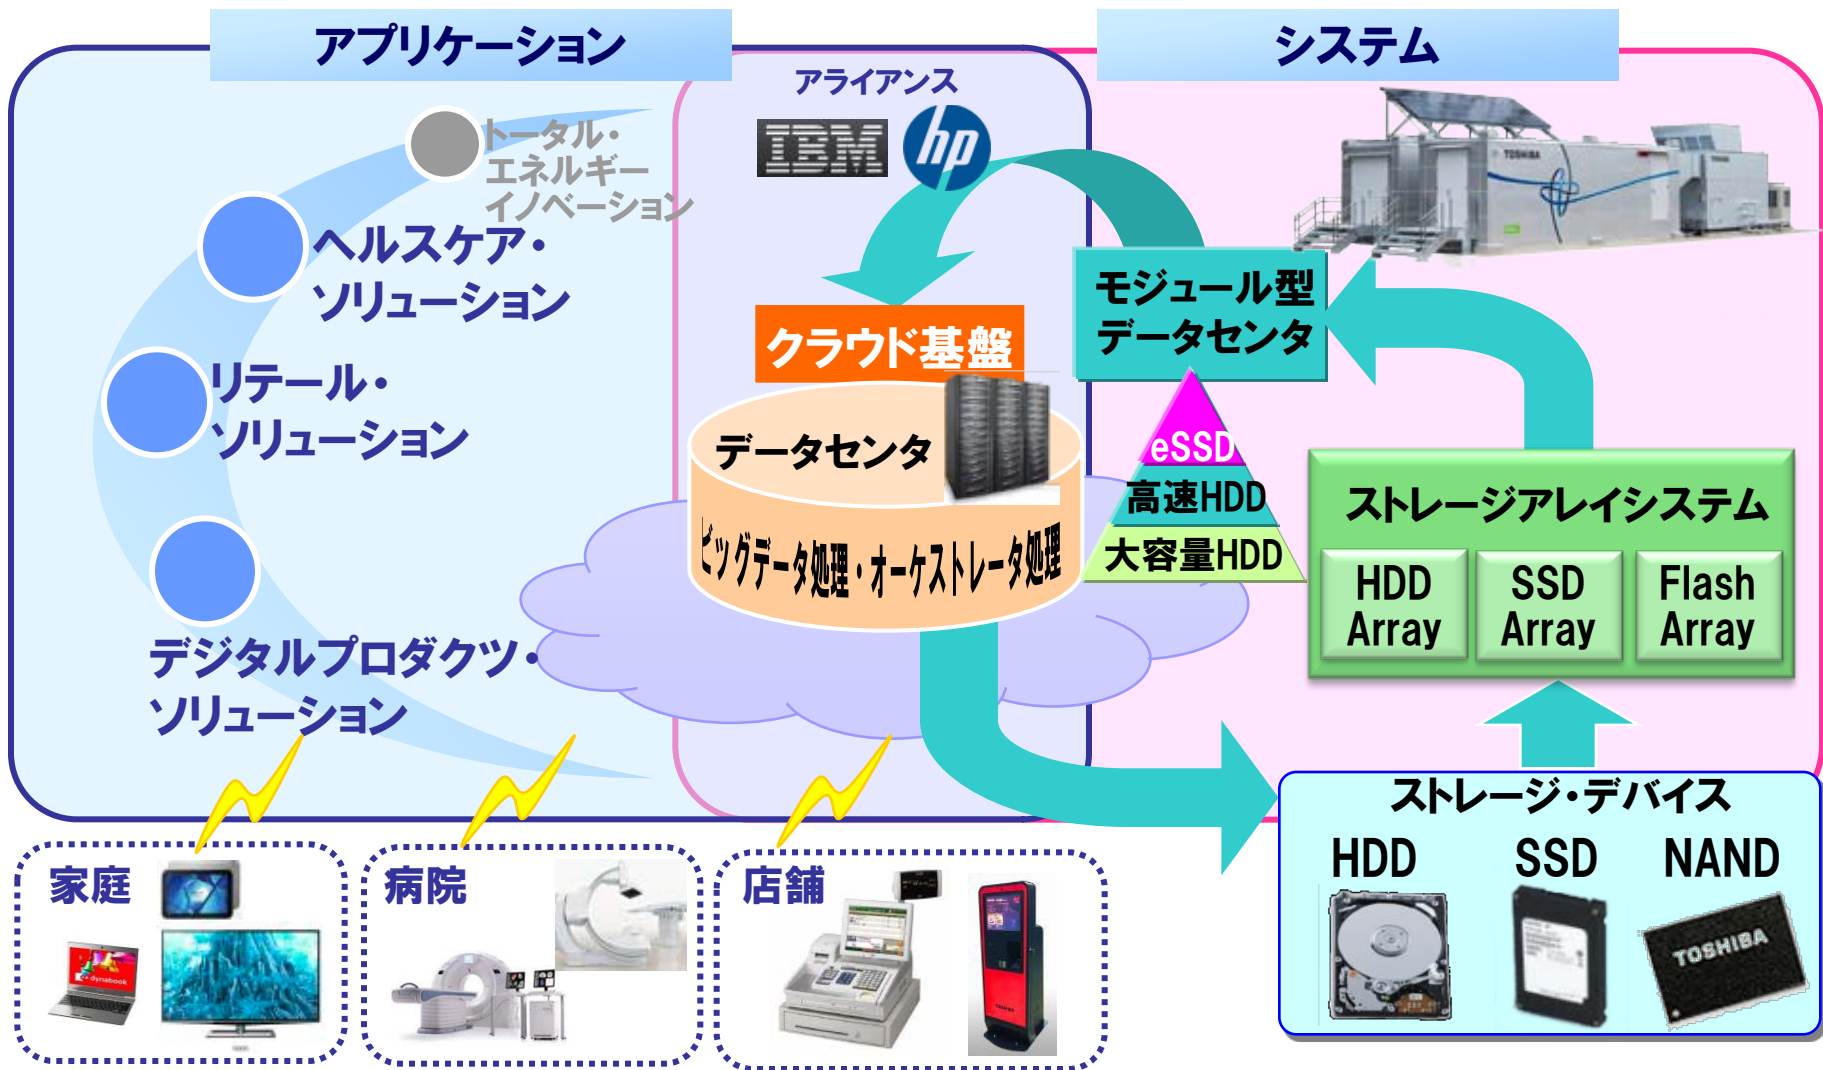 アプリケーション
システム
アライアンス
IBM
hp
トータル・
エネルギー
イノベーション
TOSHIBA
ヘルスケア・
ソリューション
モジュール型
データセンタ
クラウド基盤
リテール・
ソリューション
データセンタ
eSSD
高速HDD
大容量HDD
ビッグデータ処理・オーケストレータ処理
ストレージアレイシステム
HDD
Array
SSD
Array
Flash
Array
デジタルプロダクツ・
ソリューション
ストレージ・デバイス
HDD
SSD
NAND
TOSHIBA
家庭
dynabook
病院
店舗
TOSHIBA